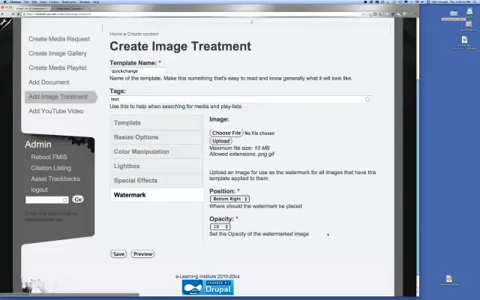 Home » Create content
Create Media Request
Create Image Gallery
Create Media Playlist
Add Document
Add Image Treatment
Add YouTube Video
Admin
Reboot FMIS
Citation Listing
Asset Trackbacks
logout
Go
Create Image Treatment
Template Name: *
quickchange
Name of the template. Make this something that's easy to read and know generally what it will look like.
Tags:
test
Use this to help when searching for media and play-lists
Template
Resize Options
Color Manipulation
Lightbox
Special Effects
Watermark
Image:
Choose File No file chosen
Upload
Maximum file size: 10 MB
Allowed extensions: png gif
Upload an image for use as the watermark for all images that have this
template applied to them.
Position: *
Bottom Right
Where should the watermark be placed
Opacity: *
10
Set the Opacity of the watermarked image
Save Preview
e-Learning Institute 2010-20xx
POWERED BY
Drupal